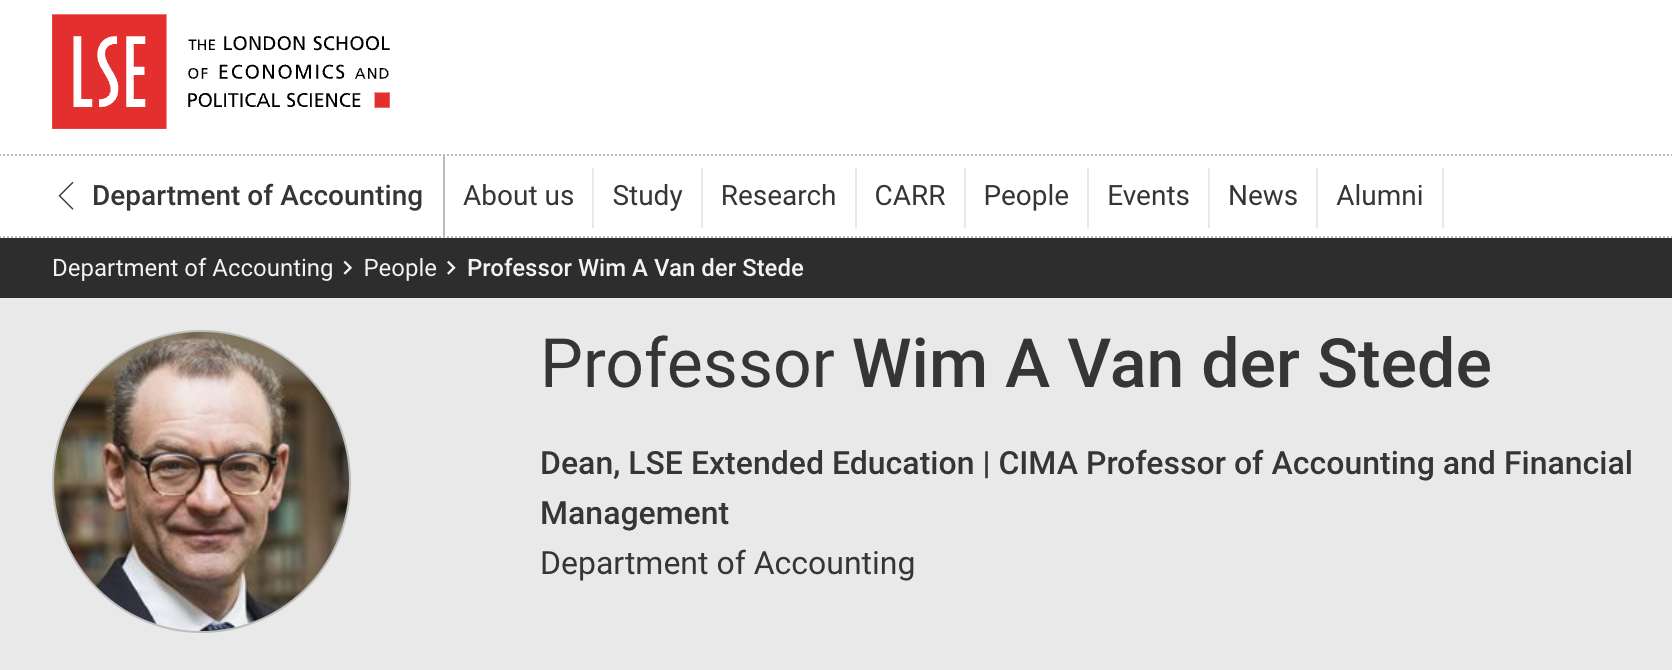 LSE
THE LONDON SCHOOL
OF ECONOMICS AND
POLITICAL SCIENCE
Department of Accounting About us Study Research CARR People Events News Alumni
Department of Accounting > People > Professor Wim A Van der Stede
Professor Wim A Van der Stede
Dean, LSE Extended Education | CIMA Professor of Accounting and Financial
Management
Department of Accounting